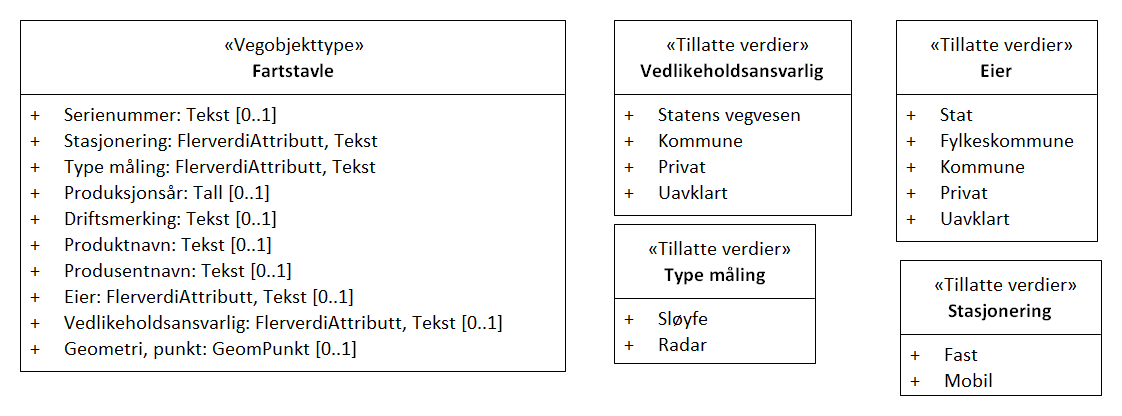 «Vegobjekttype»
Fartstavle
+ Serienummer: Tekst [0..1]
+ Stasjonering: FlerverdiAttributt, Tekst
+ Type måling: FlerverdiAttributt, Tekst
+ Produksjonsår: Tall [0..1]
+ Driftsmerking: Tekst [0..1]
+ Produktnavn: Tekst [0..1]
+ Produsentnavn: Tekst [0..1]
+ Eier: FlerverdiAttributt, Tekst [0..1]
+ Vedlikeholdsansvarlig: FlerverdiAttributt, Tekst [0..1]
+ Geometri, punkt: GeomPunkt [0..1]
«Tillatte verdier»
Vedlikeholdsansvarlig
+ Statens vegvesen
+ Kommune
+ Privat
+ Uavklart
«Tillatte verdier»
Type måling
+ Sløyfe
+ Radar
«Tillatte verdier»
Eier
+ Stat
+ Fylkeskommune
+ Kommune
+ Privat
+ Uavklart
«Tillatte verdier»
Stasjonering
+ Fast
+ Mobil